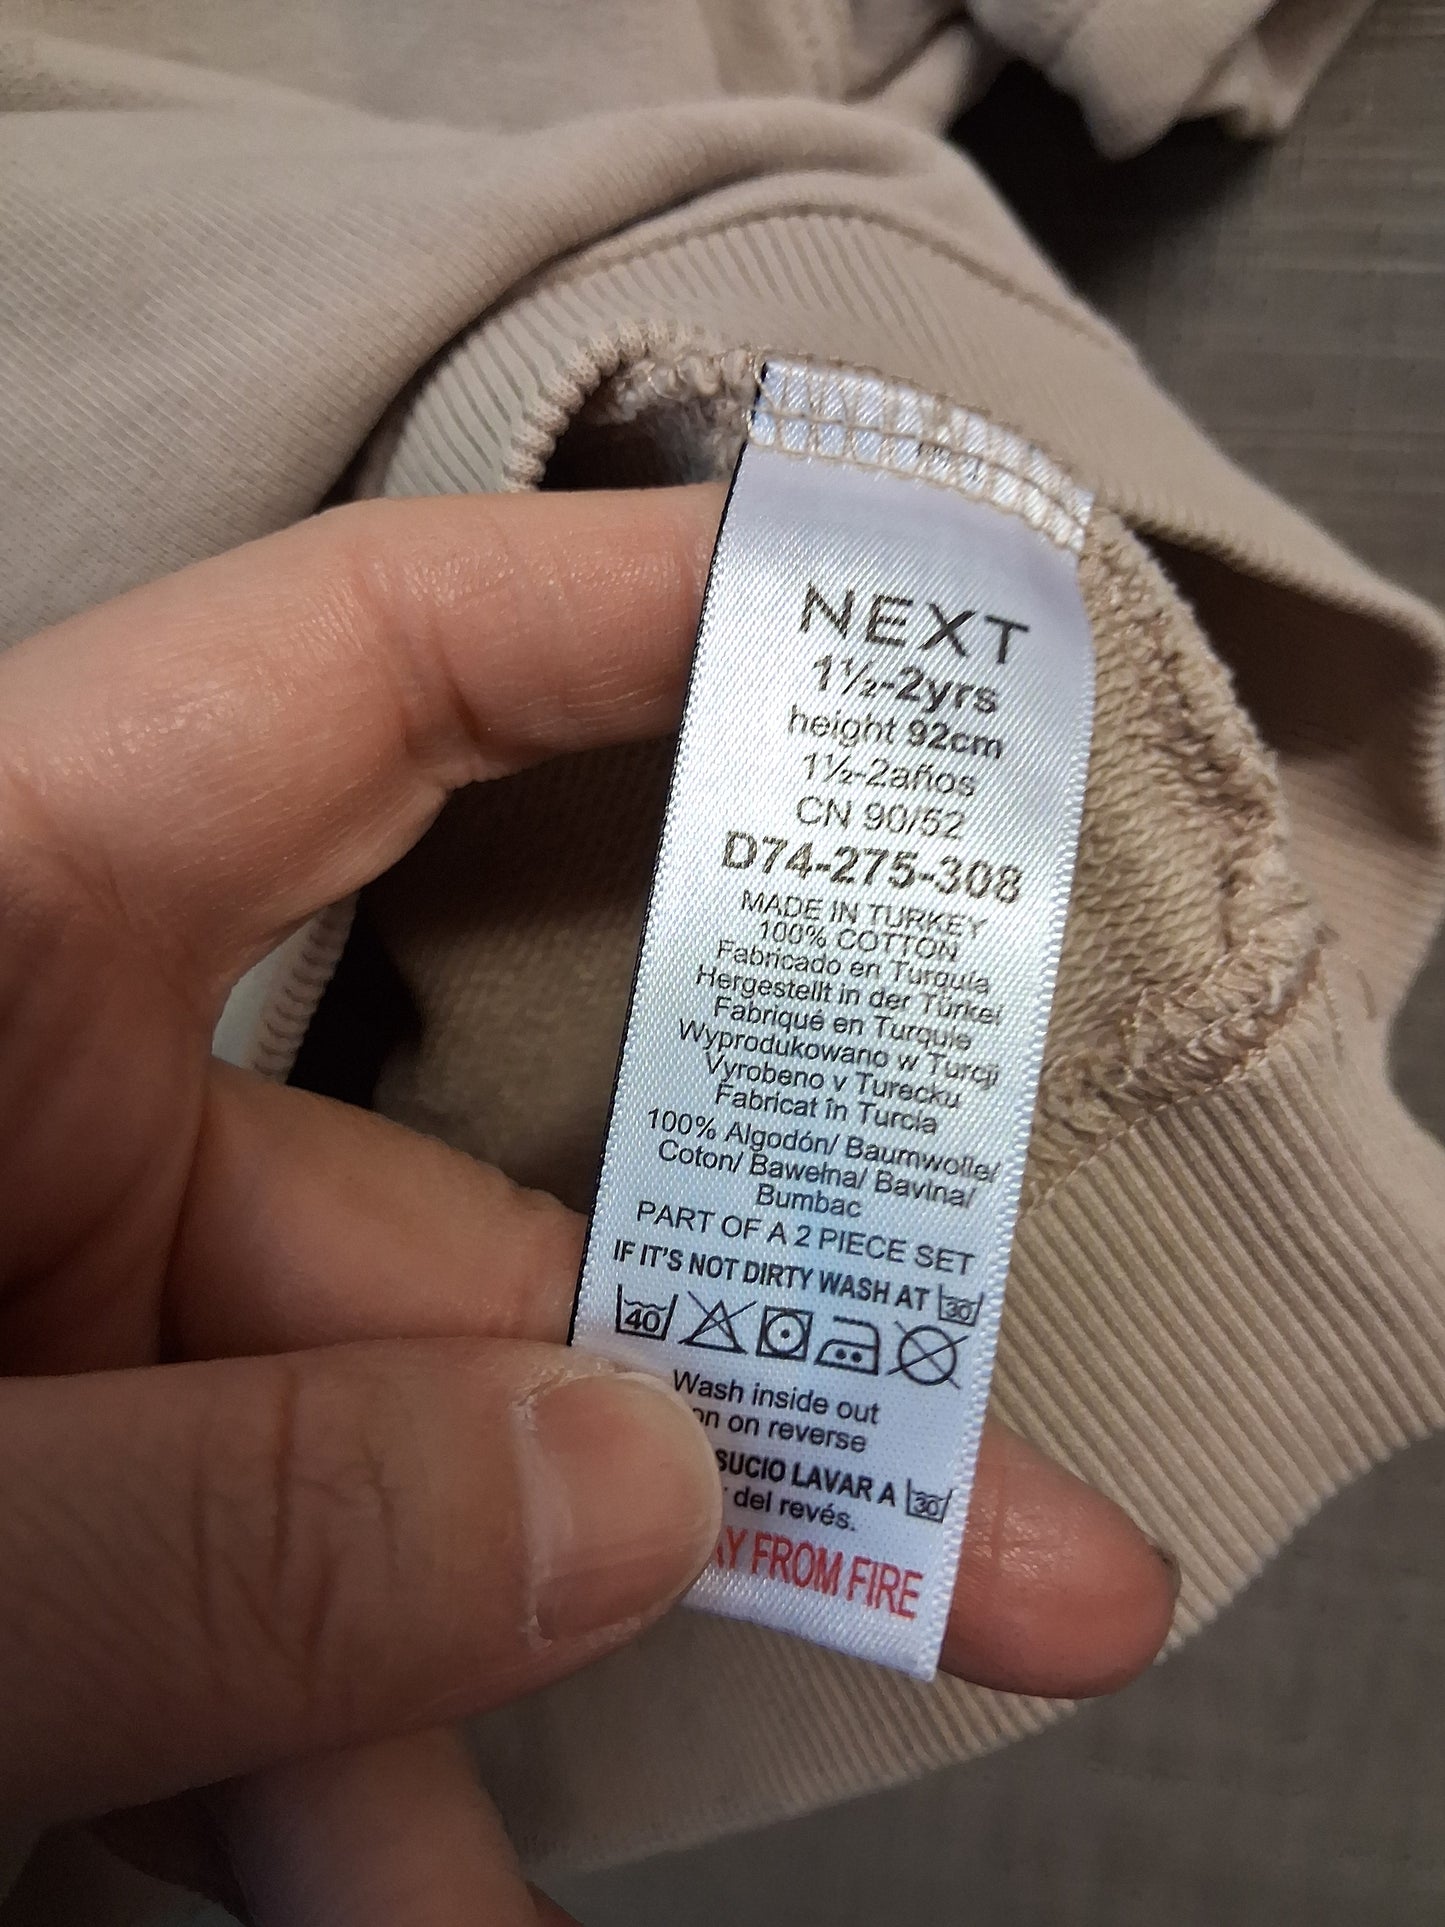 NEXT
1½-2yrs
height 92cm
1½-2años
CN 90/52
D74-275-308
MADE IN TURKEY
100% COTTON
Fabricado en Turquía
Hergestellt in der Türkei
Fabriqué en Turquie
Wyprodukowano w Turcji
Vyrobeno v Turecku
Fabricat în Turcia
100% Algodón/ Baumwolle/
Coton/ Bawełna/ Bavlna/
Bumbac
PART OF A 2 PIECE SET
IF IT'S NOT DIRTY WASH AT 30
40
Wash inside out
on reverse
SUCIO LAVAR A 30
del revés.
FROM FIRE